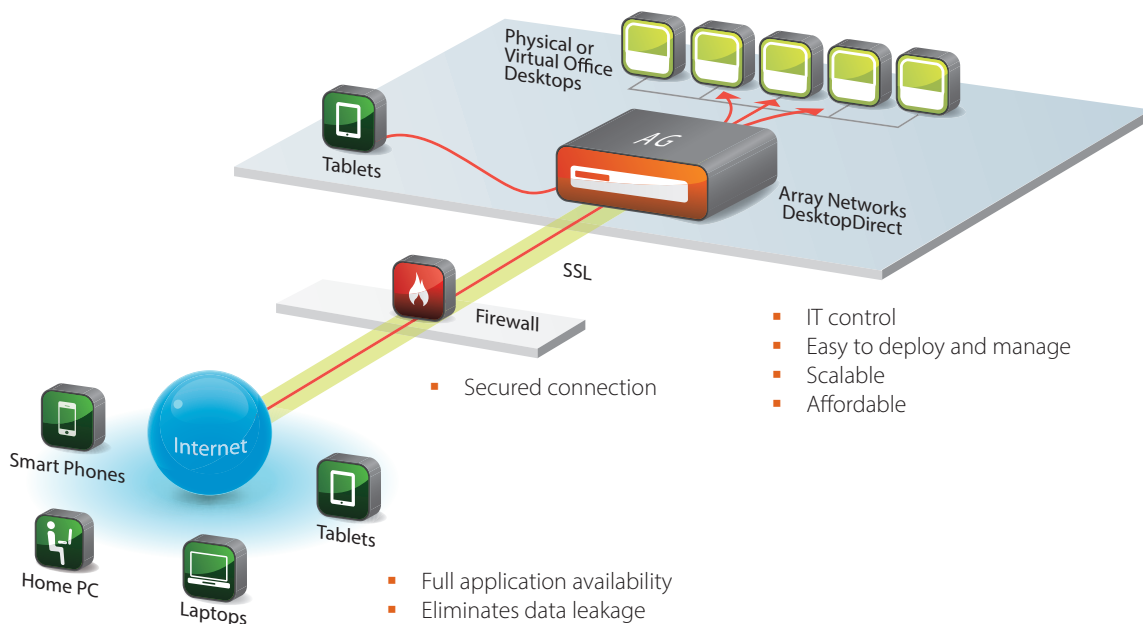 Physical or
Virtual Office
Desktops
AG
Tablets
Array Networks
DesktopDirect
SSL
Firewall
▪ IT control
▪ Easy to deploy and manage
▪ Scalable
▪ Affordable
▪ Secured connection
Internet
Smart Phones
Tablets
Home PC
Laptops
▪ Full application availability
▪ Eliminates data leakage